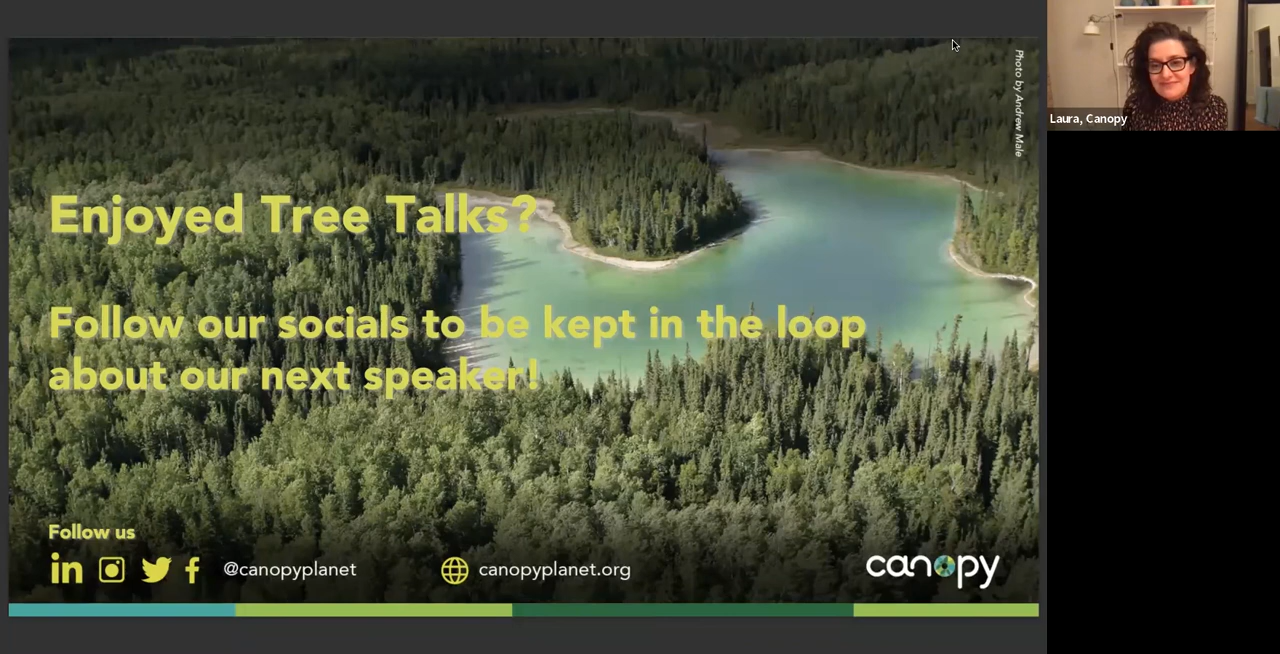 Photo by Andrew Male
Laura, Canopy
Enjoyed Tree Talks?
Follow our socials to be kept in the loop
about our next speaker!
Follow us
in f @canopyplanet canopyplanet.org
canopy